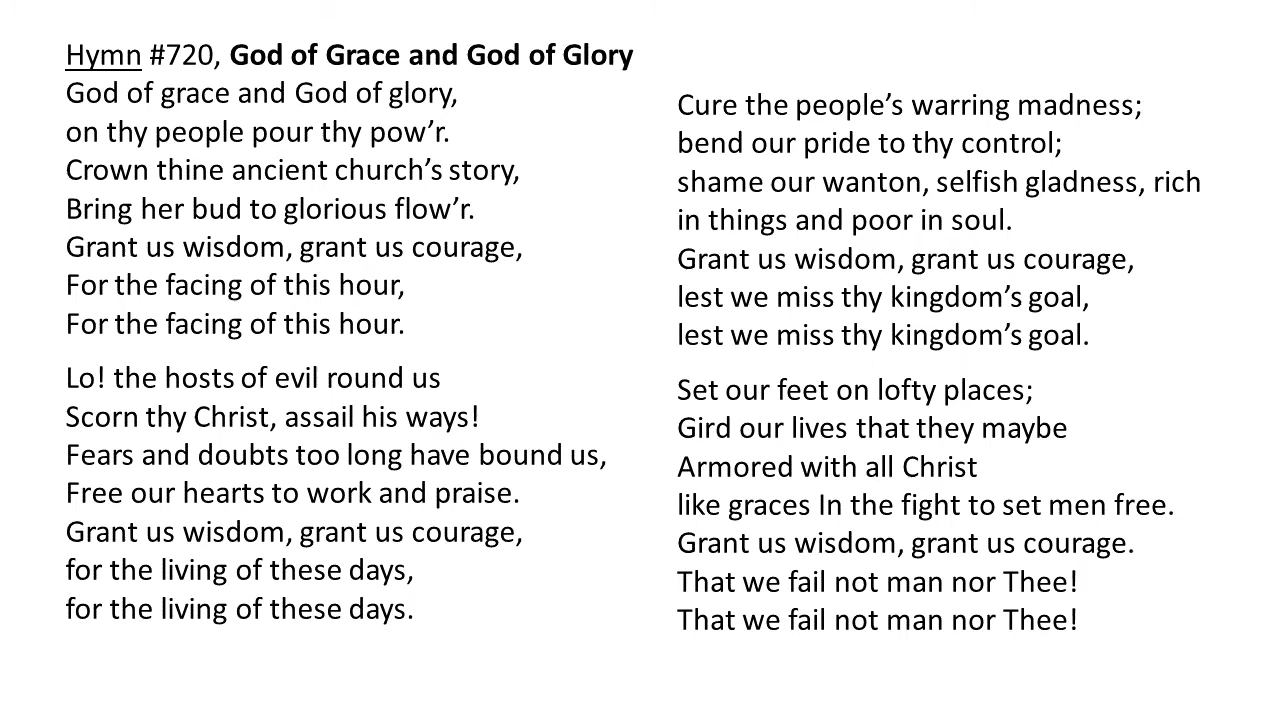 Hymn #720, God of Grace and God of Glory
God of grace and God of glory,
on thy people pour thy pow’r.
Crown thine ancient church’s story,
Bring her bud to glorious flow’r.
Grant us wisdom, grant us courage,
For the facing of this hour,
For the facing of this hour.
Lo! the hosts of evil round us
Scorn thy Christ, assail his ways!
Fears and doubts too long have bound us,
Free our hearts to work and praise.
Grant us wisdom, grant us courage,
for the living of these days,
for the living of these days.
Cure the people’s warring madness;
bend our pride to thy control;
shame our wanton, selfish gladness, rich
in things and poor in soul.
Grant us wisdom, grant us courage,
lest we miss thy kingdom’s goal,
lest we miss thy kingdom’s goal.
Set our feet on lofty places;
Gird our lives that they maybe
Armored with all Christ
like graces In the fight to set men free.
Grant us wisdom, grant us courage.
That we fail not man nor Thee!
That we fail not man nor Thee!